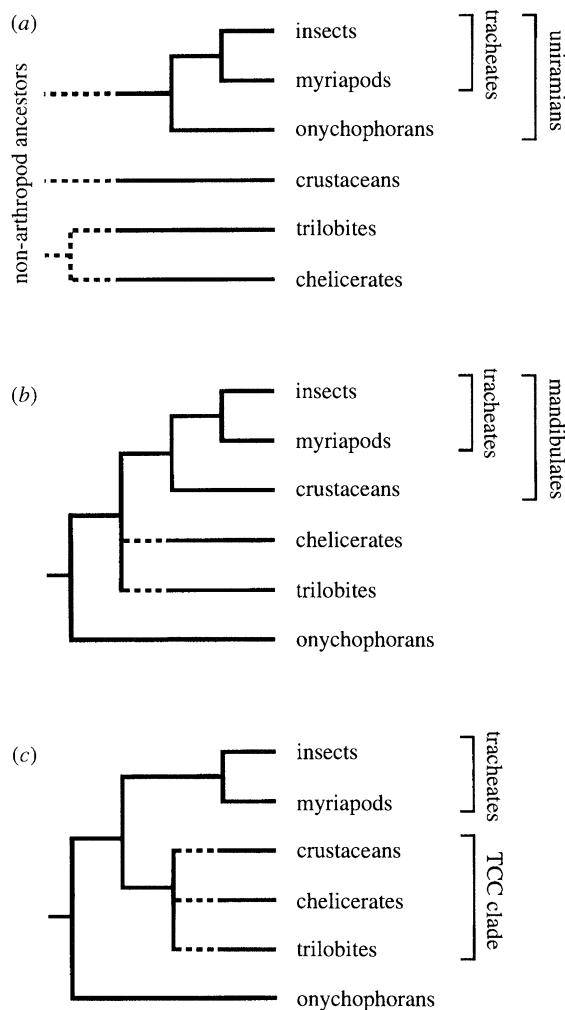 (a)
non-arthropod ancestors
insects
myriapods
onychophorans
crustaceans
trilobites
chelicerates
tracheates
uniramians
(b)
insects
myriapods
crustaceans
chelicerates
trilobites
onychophorans
tracheates
mandibulates
(c)
insects
myriapods
crustaceans
chelicerates
trilobites
onychophorans
tracheates
TCC clade